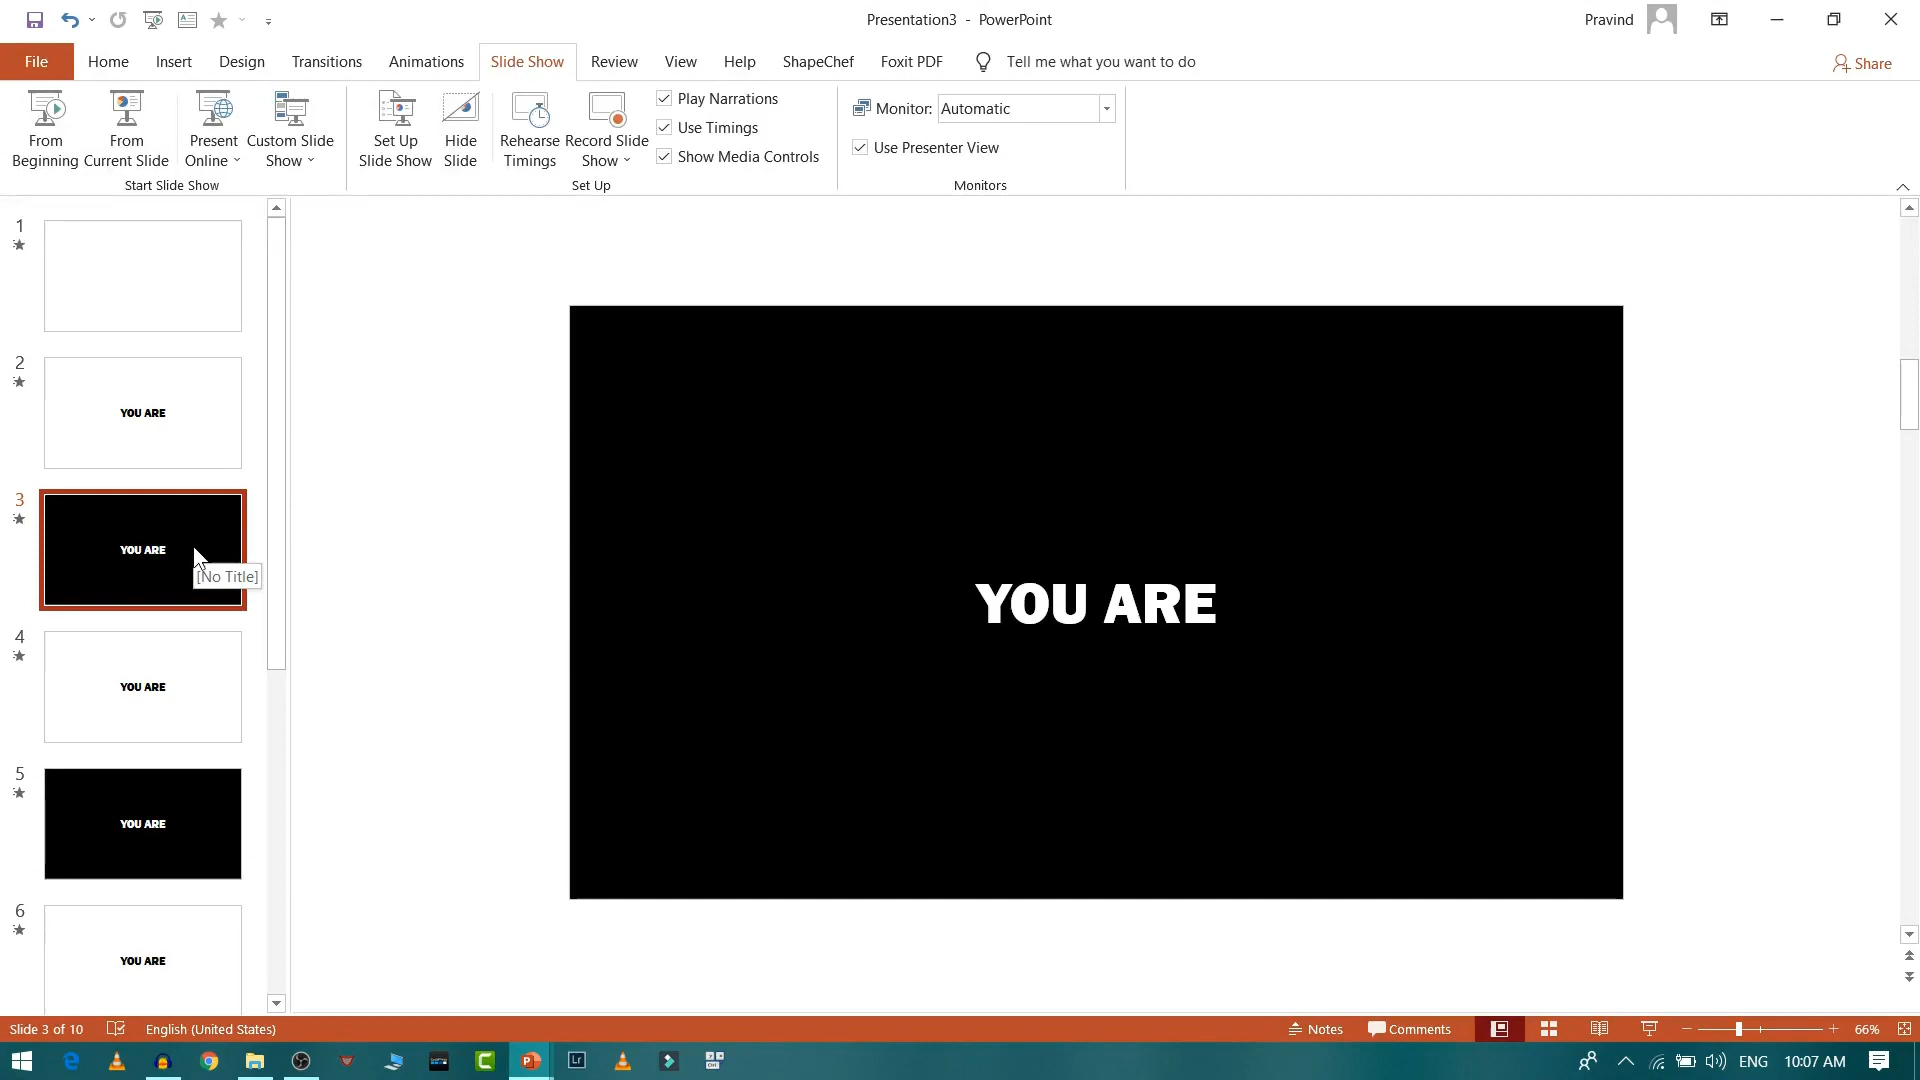 Presentation3 - PowerPoint
Pravind
File Home Insert Design Transitions Animations Slide Show Review View Help ShapeChef Foxit PDF Tell me what you want to do
Share
From Beginning
From Current Slide
Present Online
Custom Slide Show
Set Up Slide Show
Hide Slide
Rehearse Timings
Record Slide Show
Play Narrations
Use Timings
Show Media Controls
Monitor: Automatic
Use Presenter View
Start Slide Show
Set Up
Monitors
1
2
YOU ARE
3
YOU ARE
[No Title]
4
YOU ARE
5
YOU ARE
6
YOU ARE
YOU ARE
Slide 3 of 10
English (United States)
Notes
Comments
66%
Lr
ENG
10:07 AM